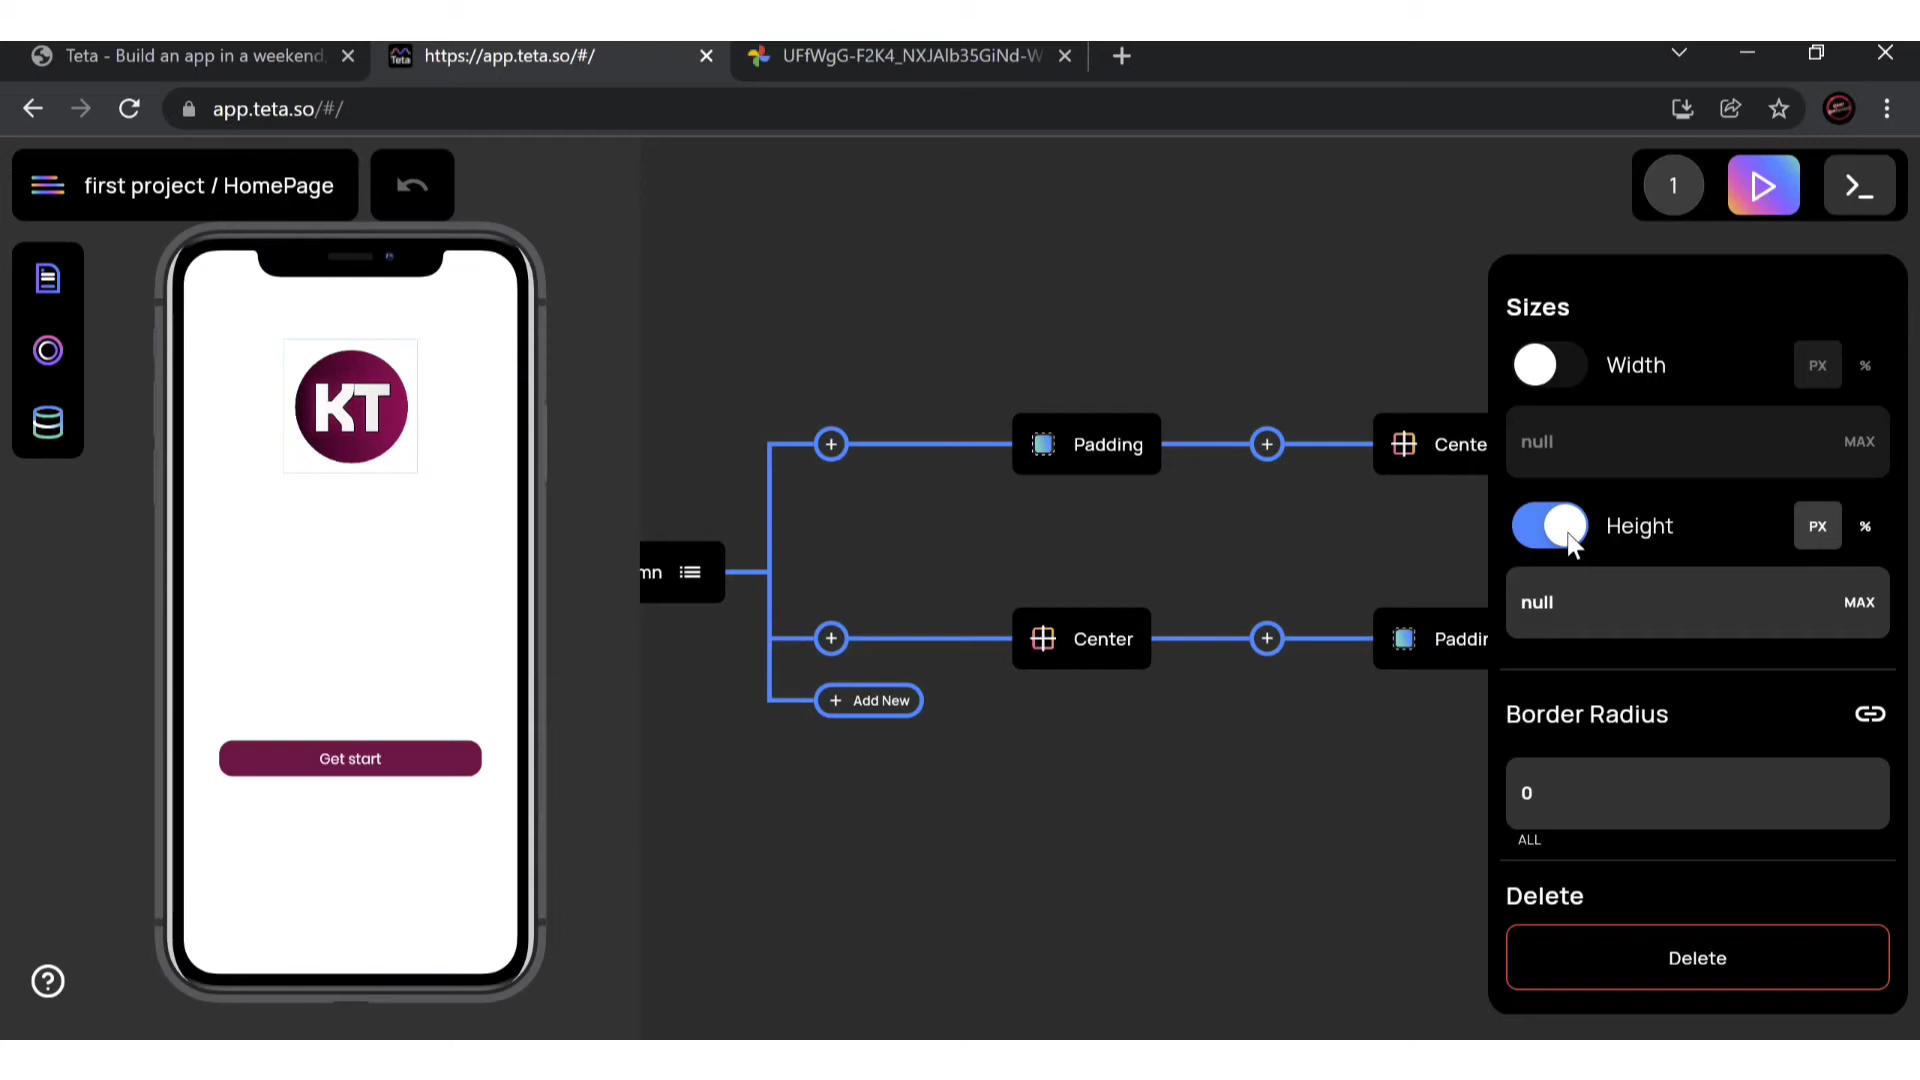 Teta - Build an app in a weekend,
Teta
https://app.teta.so/#/
UFfWgG-F2K4_NXJAlb35GiNd-W
app.teta.so/#/
first project / HomePage
1
Sizes
Width
PX
%
null
MAX
Height
PX
%
null
MAX
Border Radius
0
ALL
Delete
Delete
KT
Get start
mn
Padding
Cente
Center
Paddin
Add New